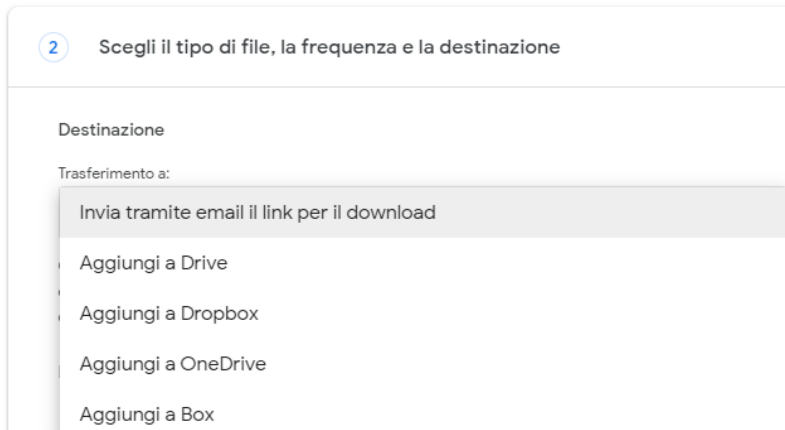 2 Scegli il tipo di file, la frequenza e la destinazione
Destinazione
Trasferimento a:
Invia tramite email il link per il download
Aggiungi a Drive
Aggiungi a Dropbox
Aggiungi a OneDrive
Aggiungi a Box